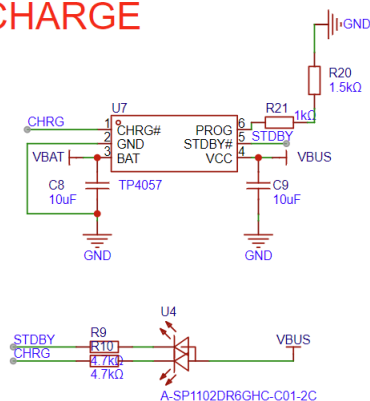 CHARGE
GND
R20
1.5kΩ
R21
1kΩ
U7
CHRG
1
CHRG#
PROG
6
2
GND
STDBY#
5
STDBY
VBAT
3
BAT
VCC
4
VBUS
C8
10uF
TP4057
C9
10uF
GND
GND
U4
STDBY
R9
VBUS
CHRG
R10
4.7kΩ
4.7kΩ
A-SP1102DR6GHC-C01-2C